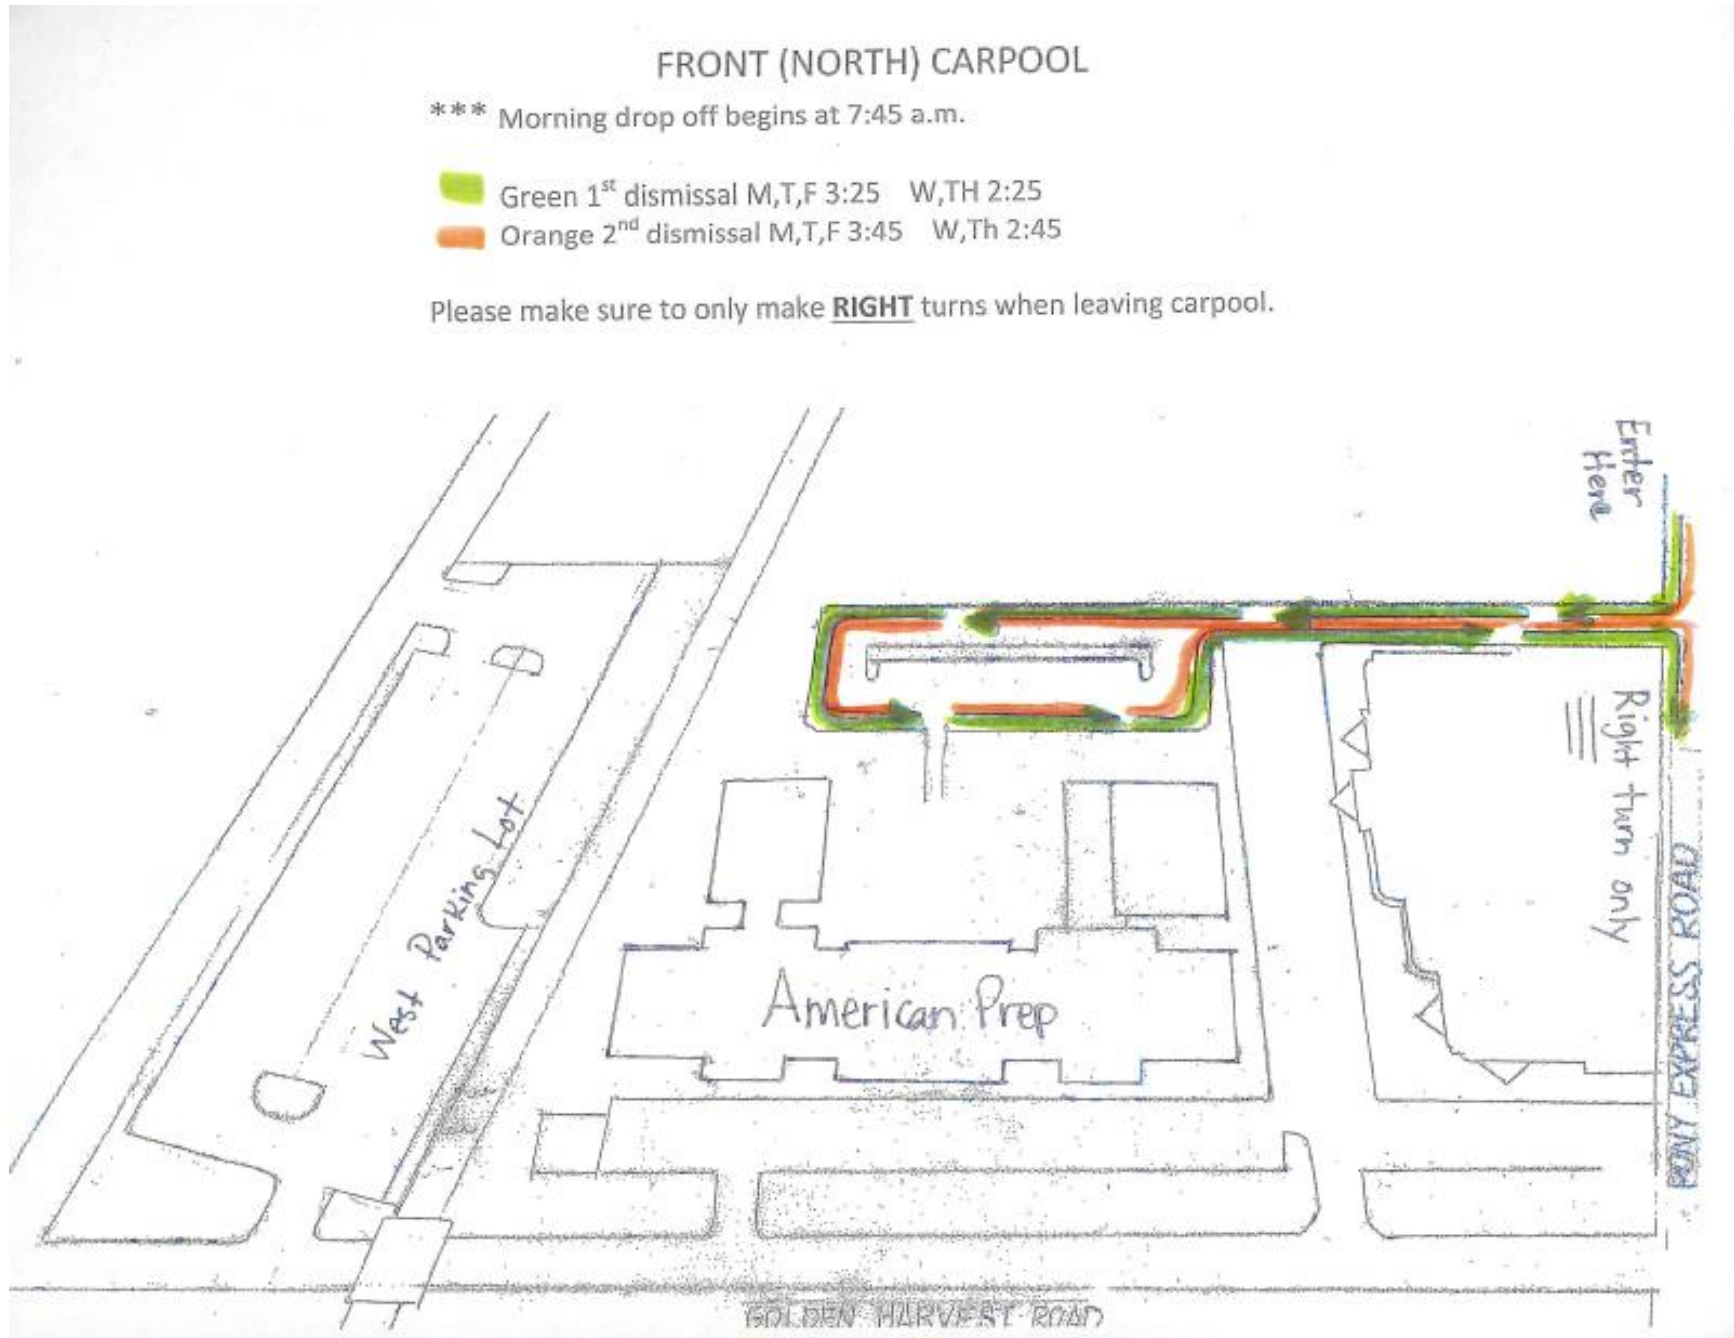 FRONT (NORTH) CARPOOL
*** Morning drop off begins at 7:45 a.m.
Green 1st dismissal M,T,F 3:25 W,TH 2:25
Orange 2nd dismissal M,T,F 3:45 W,Th 2:45
Please make sure to only make RIGHT turns when leaving carpool.
Enter
Here
Right turn only
West Parking Lot
American Prep
PONY EXPRESS ROAD
GOLDEN HARVEST ROAD